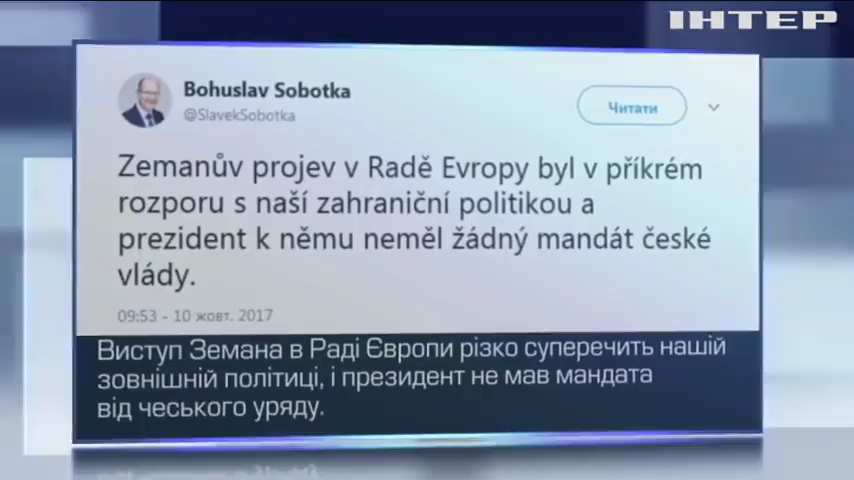 ІНТЕР
Bohuslav Sobotka
@SlavekSobotka
Читати
Zemanův projev v Radě Evropy byl v příkrém
rozporu s naší zahraniční politikou a
prezident k němu neměl žádný mandát české
vlády.
09:53 - 10 жовт. 2017
Виступ Земана в Раді Європи різко суперечить нашій
зовнішній політиці, і президент не мав мандата
від чеського уряду.